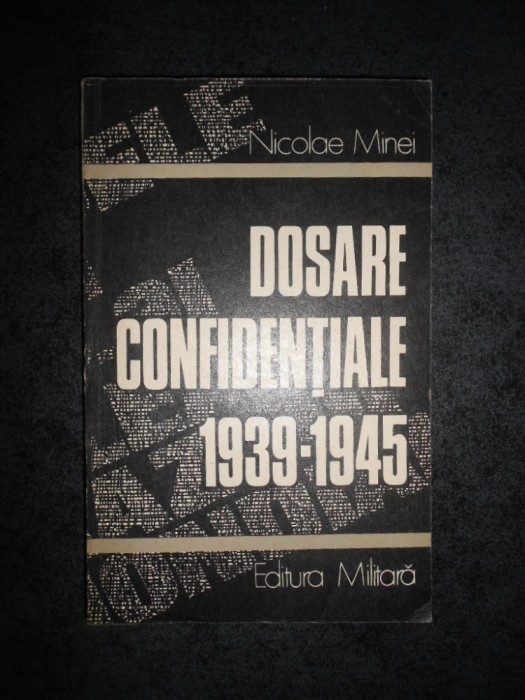 Nicolae Minei
DOSARE
CONFIDENȚIALE
1939-1945
Editura Militară